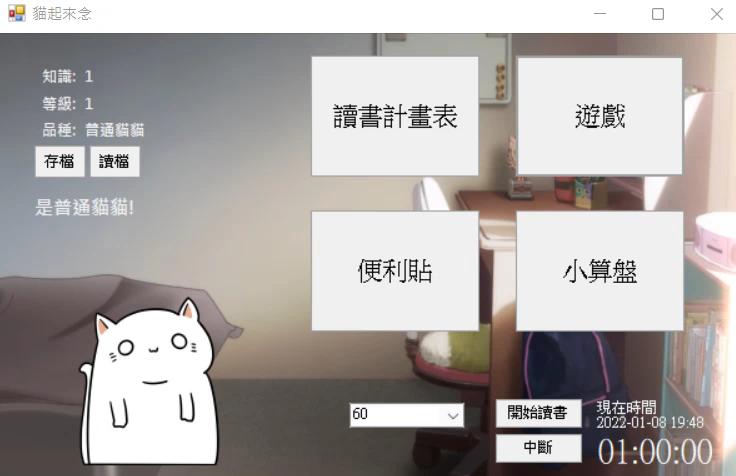 貓起來念
知識: 1
等級: 1
品種: 普通貓貓
存檔 讀檔
是普通貓貓!
讀書計畫表 遊戲
便利貼 小算盤
60
開始讀書
中斷
現在時間
2022-01-08 19:48
01:00:00